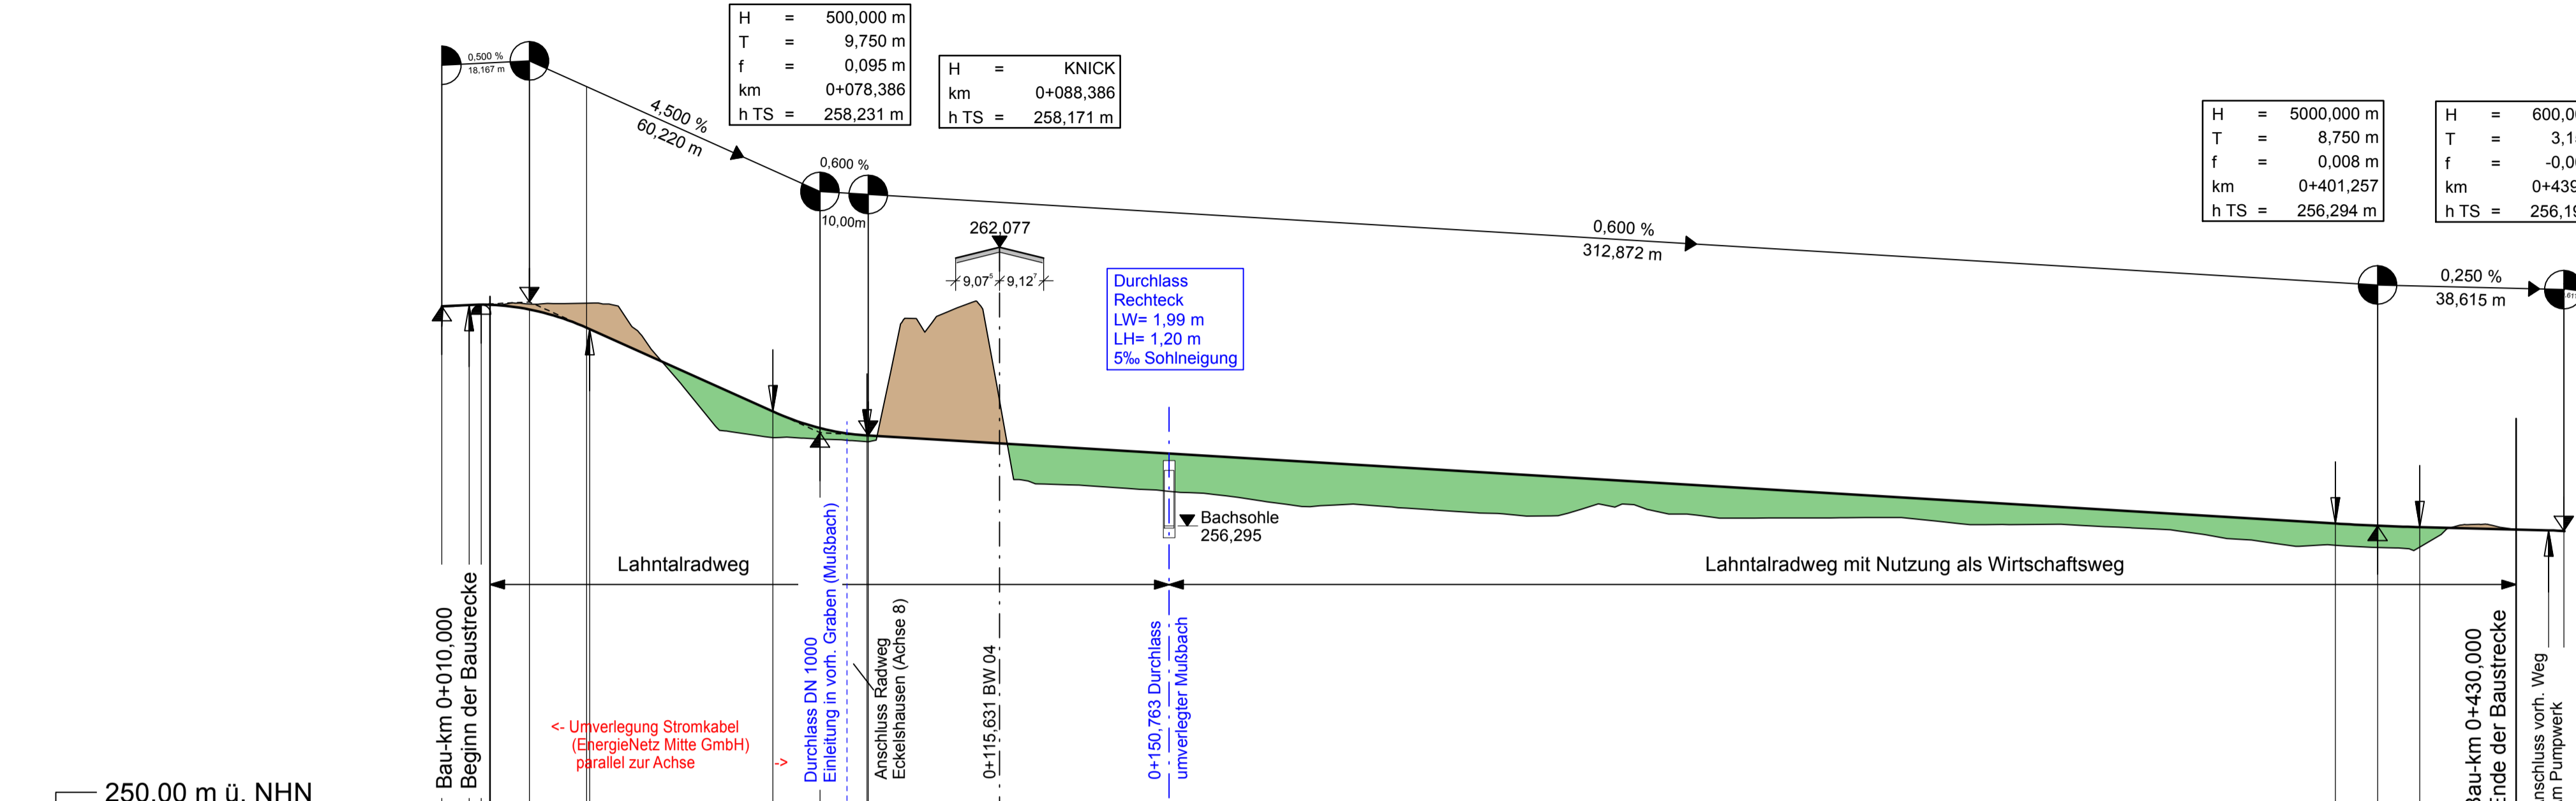 H = 500,000 m
T = 9,750 m
f = 0,095 m
km 0+078,386
h TS = 258,231 m
H = KNICK
km 0+088,386
h TS = 258,171 m
H = 5000,000 m
T = 8,750 m
f = 0,008 m
km 0+401,257
h TS = 256,294 m
H = 600,0
T = 3,1
f = -0,0
km 0+439
h TS = 256,19
0.500 %
18,167 m
4,500 %
60,220 m
0,600 %
10,00m
0,600 %
312,872 m
0,250 %
38,615 m
262,077
9,07⁵
9,12⁷
Durchlass
Rechteck
LW= 1,99 m
LH= 1,20 m
5‰ Sohlneigung
Bachsohle
256,295
Lahntalradweg
Lahntalradweg mit Nutzung als Wirtschaftsweg
Bau-km 0+010,000
Beginn der Baustrecke
<- Umverlegung Stromkabel
(EnergieNetz Mitte GmbH)
parallel zur Achse ->
Durchlass DN 1000
Einleitung in vorh. Graben (Mußbach)
Anschluss Radweg
Eckelshausen (Achse 8)
0+115,631 BW 04
0+150,763 Durchlass
umverlegter Mußbach
Bau-km 0+430,000
Ende der Baustrecke
nschluss vorh. Weg
m Pumpwerk
250,00 m ü. NHN